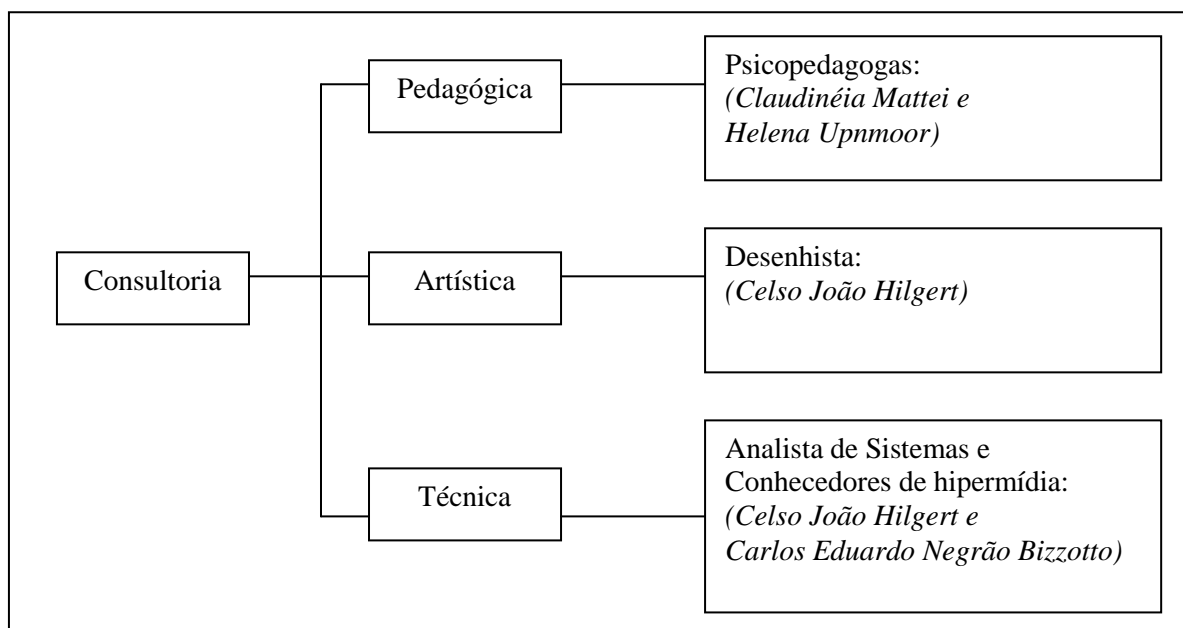 Consultoria
Pedagógica
Psicopedagogas:
(Claudinéia Mattei e
Helena Upnmoor)
Artística
Desenhista:
(Celso João Hilgert)
Técnica
Analista de Sistemas e
Conhecedores de hipermídia:
(Celso João Hilgert e
Carlos Eduardo Negrão Bizzotto)